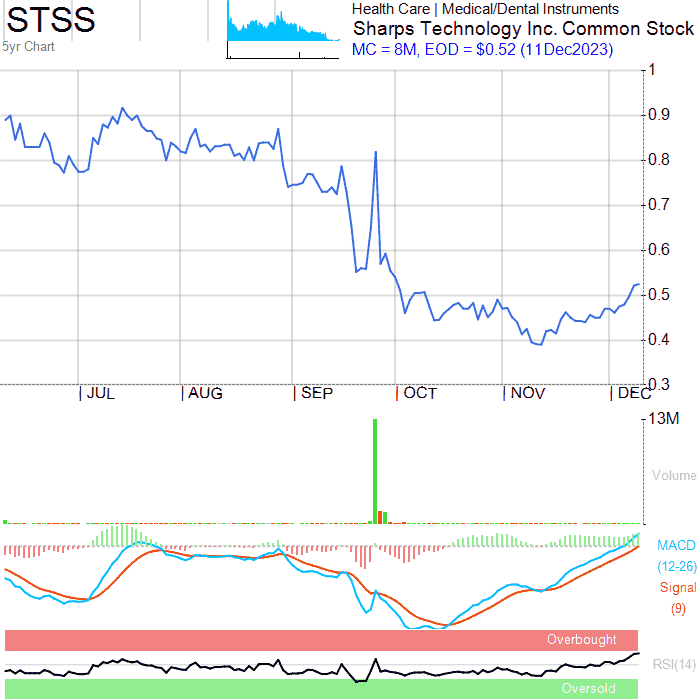 STSS
5yr Chart
Health Care | Medical/Dental Instruments
Sharps Technology Inc. Common Stock
MC = 8M, EOD = $0.52 (11Dec2023)
1
0.9
0.8
0.7
0.6
0.5
0.4
0.3
JUL AUG SEP OCT NOV DEC
13M
Volume
MACD
(12-26)
Signal
(9)
Overbought
RSI(14)
Oversold